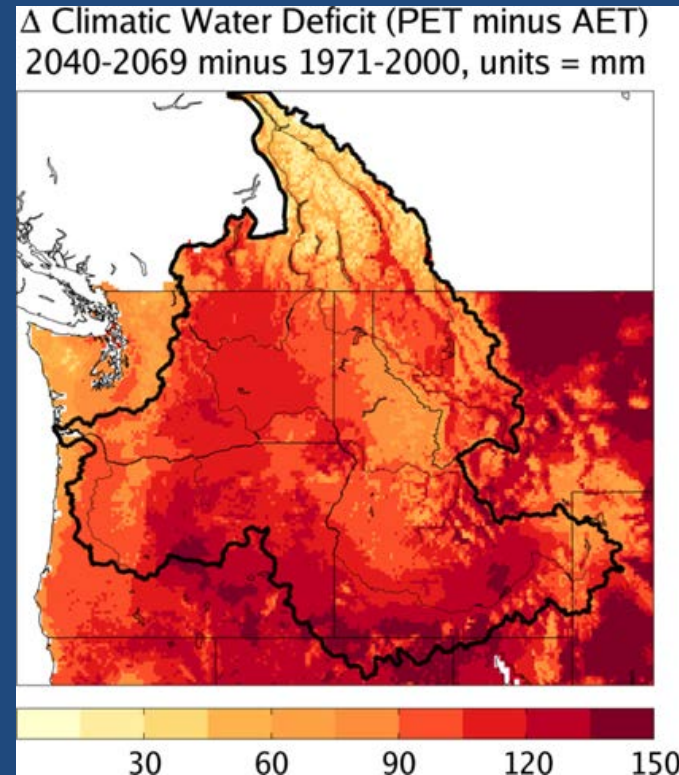 Δ Climatic Water Deficit (PET minus AET)
2040-2069 minus 1971-2000, units = mm
30 60 90 120 150